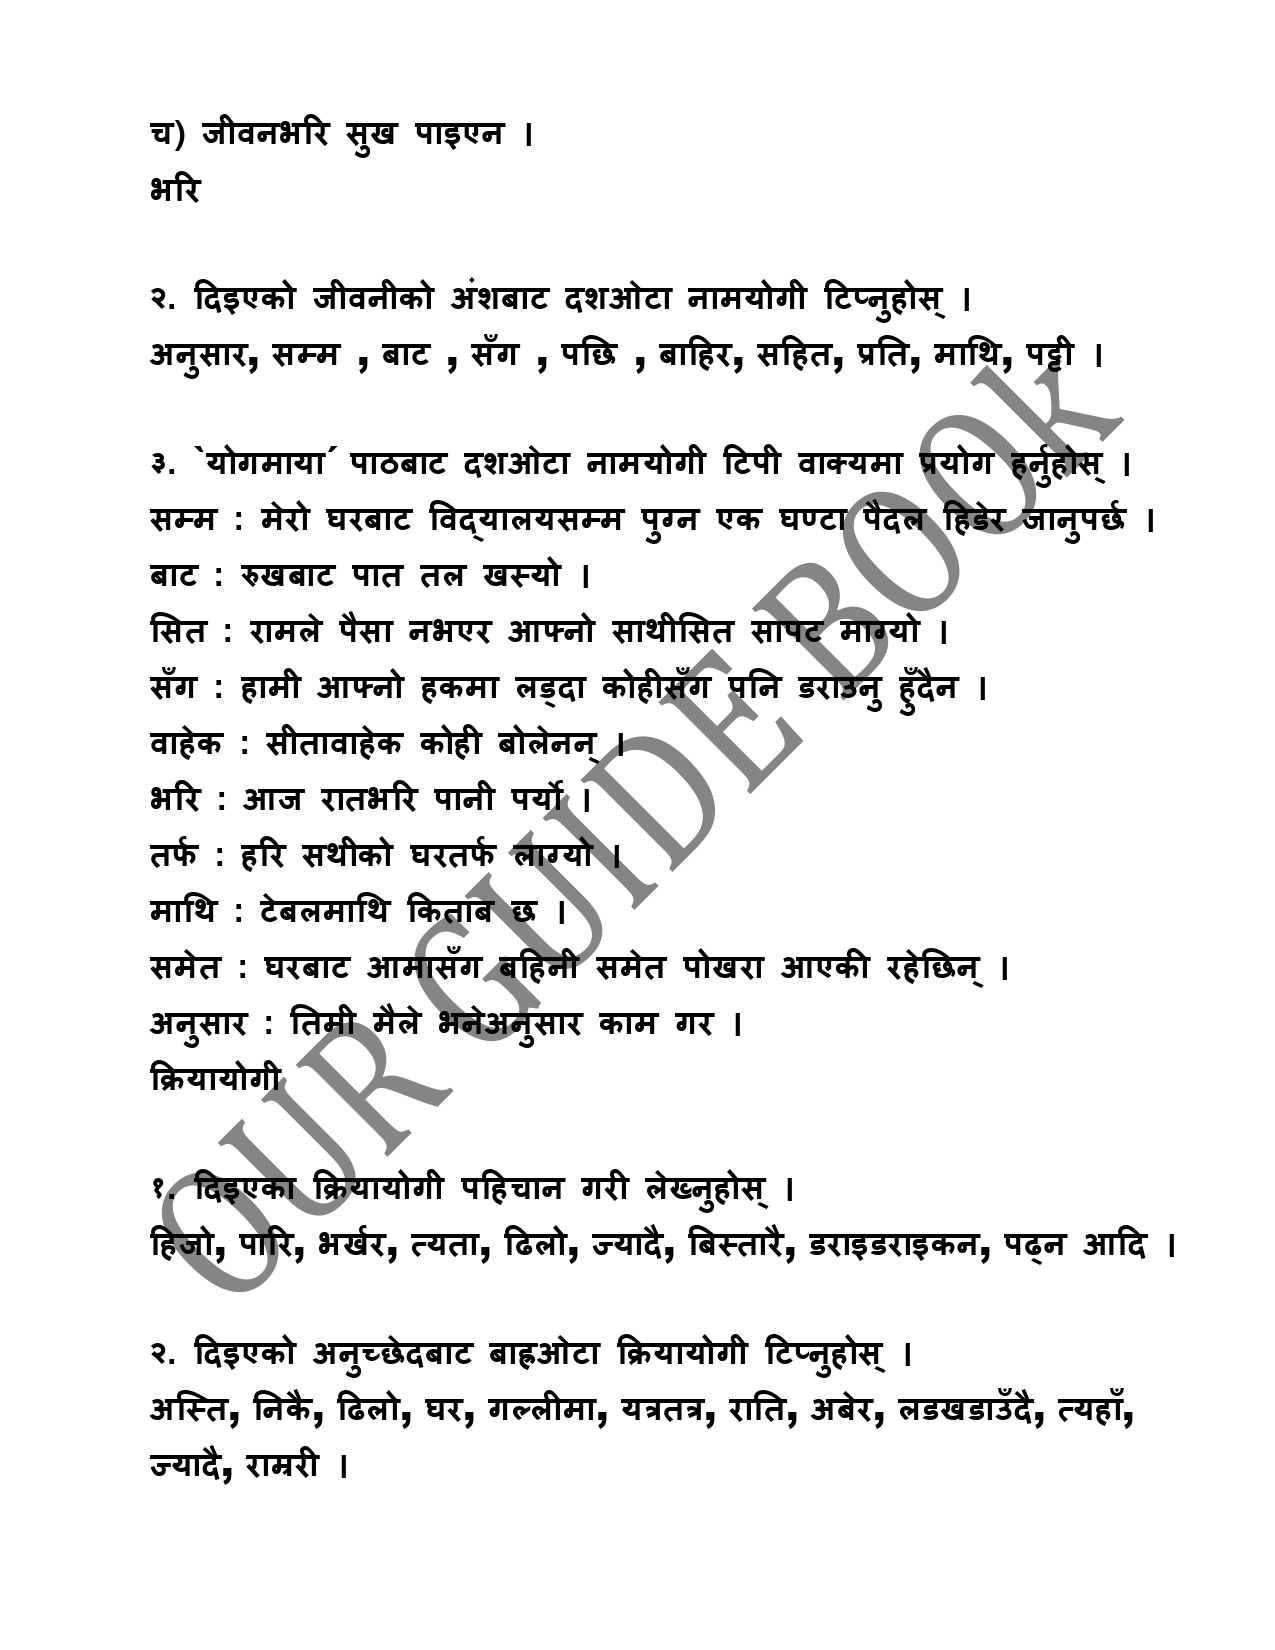 च) जीवनभरि सुख पाइएन ।
भरि
२. दिइएको जीवनीको अंशबाट दशओटा नामयोगी टिप्नुहोस् ।
अनुसार, सम्म , बाट , सँग , पछि , बाहिर, सहित, प्रति, माथि, पट्टी ।
३. `योगमाया´ पाठबाट दशओटा नामयोगी टिपी वाक्यमा प्रयोग हर्नुहोस् ।
सम्म : मेरो घरबाट विद्यालयसम्म पुग्न एक घण्टा पैदल हिडेर जानुपर्छ ।
बाट : रुखबाट पात तल खस्यो ।
सित : रामले पैसा नभएर आफ्नो साथीसित सापट माग्यो ।
सँग : हामी आफ्नो हकमा लड्दा कोहीसँग पनि डराउनु हुँदैन ।
वाहेक : सीतावाहेक कोही बोलेनन् ।
भरि : आज रातभरि पानी पर्यो ।
तर्फ : हरि सथीको घरतर्फ लाग्यो ।
माथि : टेबलमाथि किताब छ ।
समेत : घरबाट आमासँग बहिनी समेत पोखरा आएकी रहेछिन् ।
अनुसार : तिमी मैले भनेअनुसार काम गर ।
क्रियायोगी
१. दिइएका क्रियायोगी पहिचान गरी लेख्नुहोस् ।
हिजो, पारि, भर्खर, त्यता, ढिलो, ज्यादै, बिस्तारै, डराइडराइकन, पढ्न आदि ।
२. दिइएको अनुच्छेदबाट बाह्रओटा क्रियायोगी टिप्नुहोस् ।
अस्ति, निकै, ढिलो, घर, गल्लीमा, यत्रतत्र, राति, अबेर, लडखडाउँदै, त्यहाँ,
ज्यादै, राम्ररी ।
OUR GUIDE BOOK